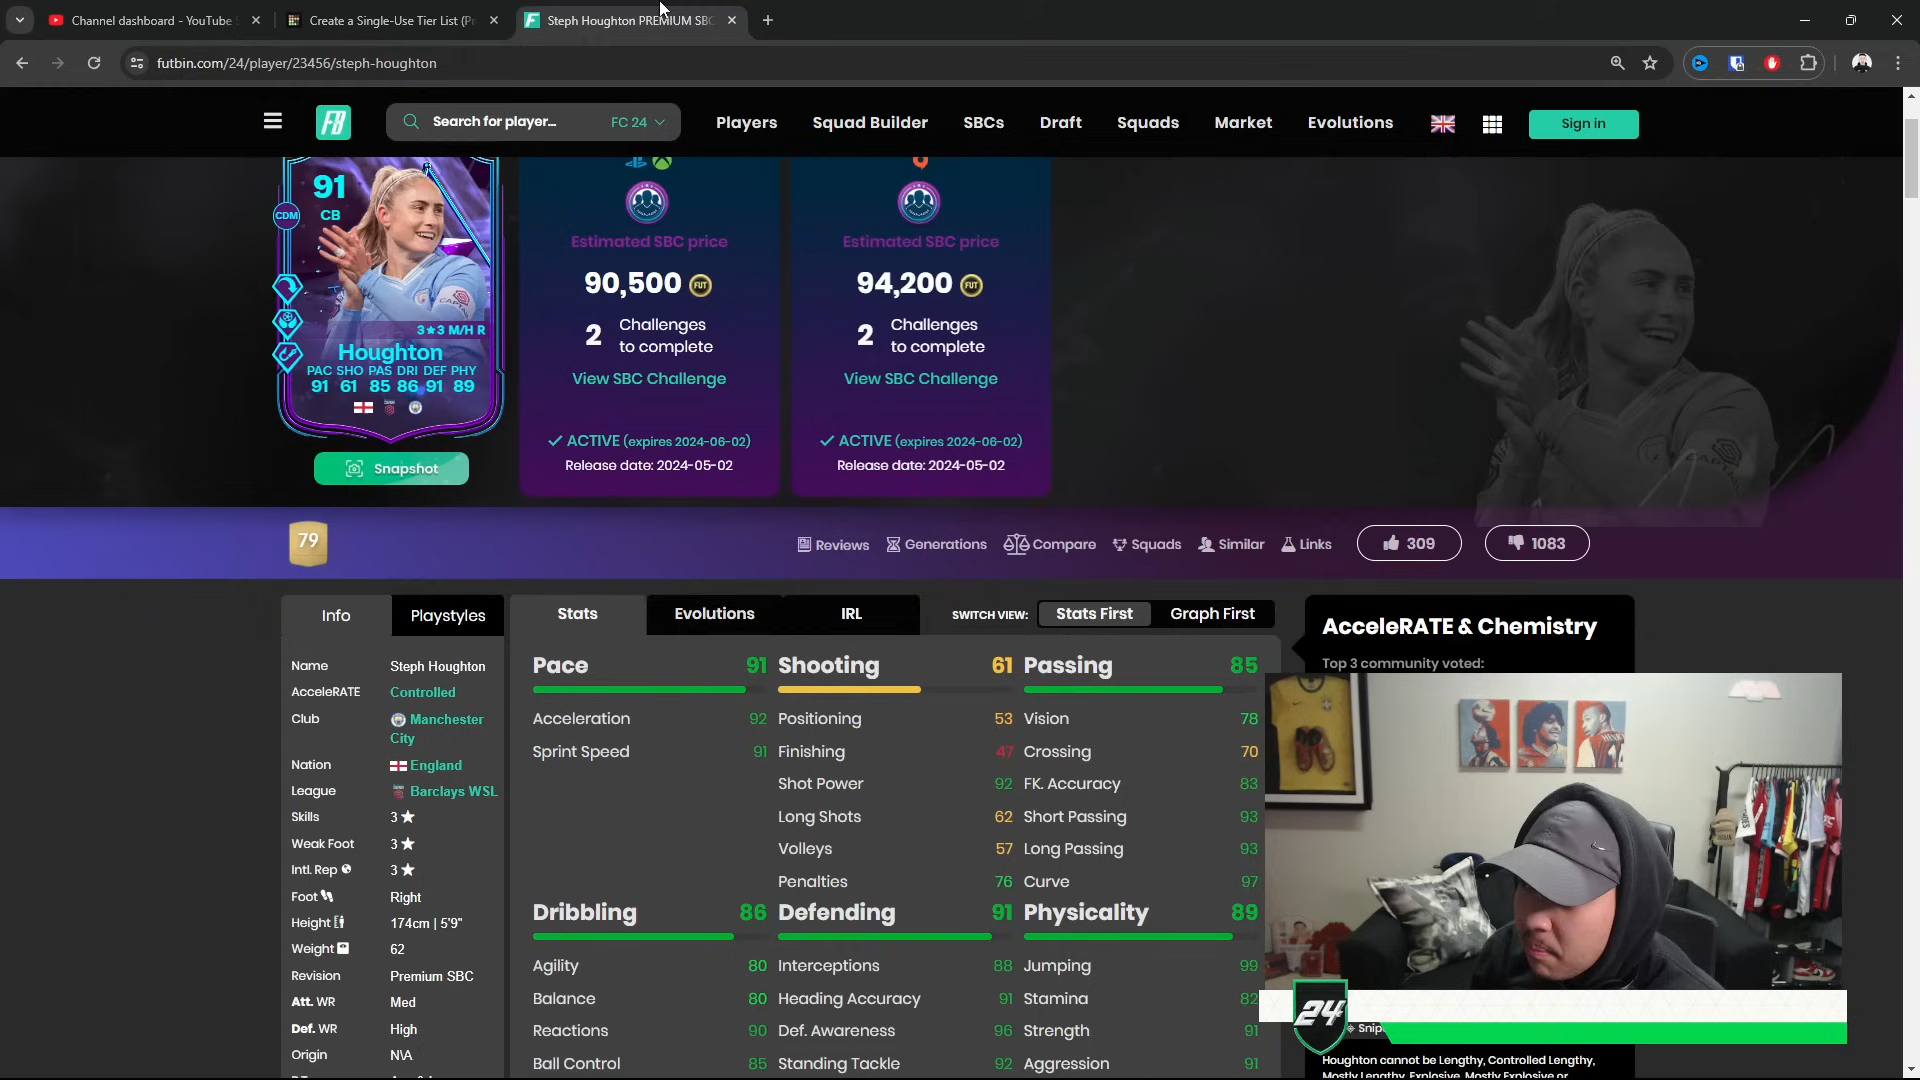 Channel dashboard - YouTube
Create a Single-Use Tier List (P
Steph Houghton PREMIUM SBC
futbin.com/24/player/23456/steph-houghton
FB
Search for player...
FC 24
Players
Squad Builder
SBCs
Draft
Squads
Market
Evolutions
Sign in
91
CB
CDM
3★3 M/H R
Houghton
PAC SHO PAS DRI DEF PHY
91 61 85 86 91 89
Snapshot
Estimated SBC price
90,500 FUT
2 Challenges
to complete
View SBC Challenge
✓ ACTIVE (expires 2024-06-02)
Release date: 2024-05-02
Estimated SBC price
94,200 FUT
2 Challenges
to complete
View SBC Challenge
✓ ACTIVE (expires 2024-06-02)
Release date: 2024-05-02
79
Reviews
Generations
Compare
Squads
Similar
Links
309
1083
Info
Playstyles
Name Steph Houghton
AcceleRATE Controlled
Club Manchester
City
Nation England
League Barclays WSL
Skills 3 ★
Weak Foot 3 ★
Intl. Rep 3 ★
Foot Right
Height 174cm | 5'9"
Weight 62
Revision Premium SBC
Att. WR Med
Def. WR High
Origin N\A
Stats
Evolutions
IRL
SWITCH VIEW:
Stats First
Graph First
Pace 91
Acceleration 92
Sprint Speed 91
Shooting 61
Positioning 53
Finishing 47
Shot Power 92
Long Shots 62
Volleys 57
Penalties 76
Passing 85
Vision 78
Crossing 70
FK. Accuracy 83
Short Passing 93
Long Passing 93
Curve 97
Dribbling 86
Agility 80
Balance 80
Reactions 90
Ball Control 85
Defending 91
Interceptions 88
Heading Accuracy 91
Def. Awareness 96
Standing Tackle 92
Physicality 89
Jumping 99
Stamina 82
Strength 91
Aggression 91
AcceleRATE & Chemistry
Top 3 community voted:
HENRY
24
Snip
Houghton cannot be Lengthy, Controlled Lengthy,
Mostly Lengthy, Explosive, Mostly Explosive or